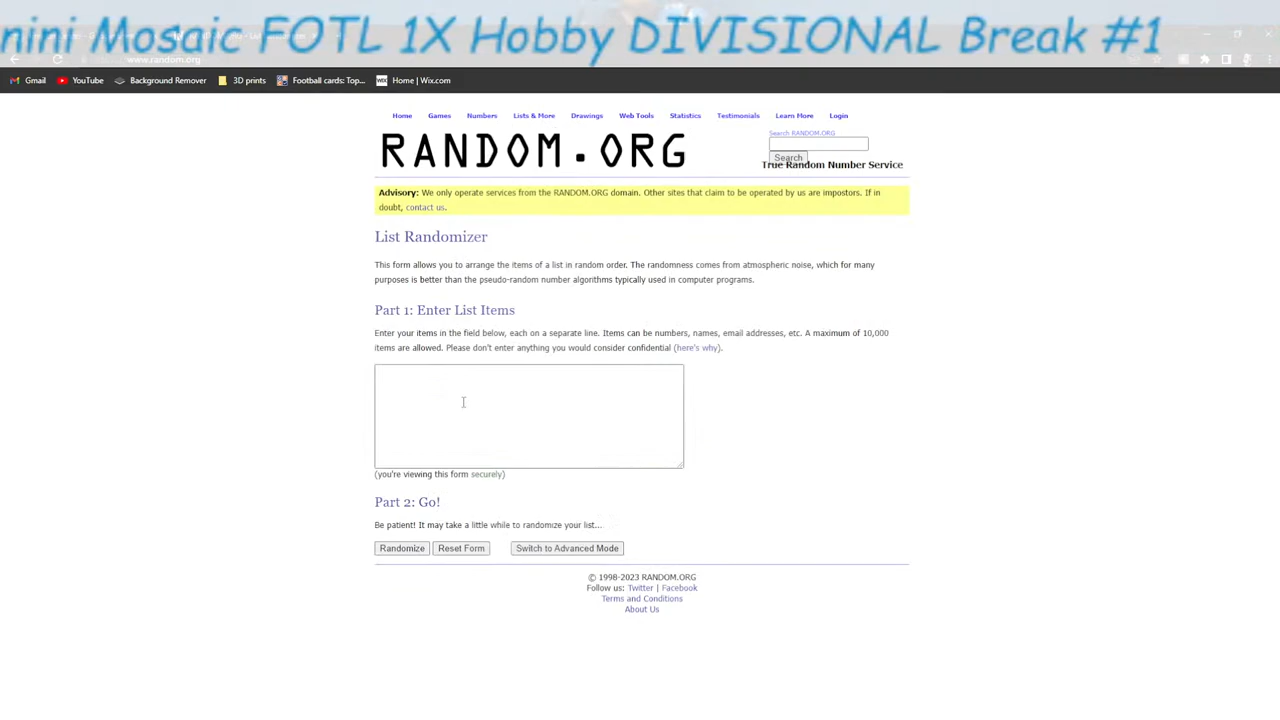 mini Mosaic FOTL 1X Hobby DIVISIONAL Break #1
www.random.org
Gmail YouTube Background Remover 3D prints Football cards: Top... WIX Home | Wix.com
Home Games Numbers Lists & More Drawings Web Tools Statistics Testimonials Learn More Login
RANDOM.ORG
Search RANDOM.ORG
Search
True Random Number Service
Advisory: We only operate services from the RANDOM.ORG domain. Other sites that claim to be operated by us are impostors. If in
doubt, contact us.
List Randomizer
This form allows you to arrange the items of a list in random order. The randomness comes from atmospheric noise, which for many
purposes is better than the pseudo-random number algorithms typically used in computer programs.
Part 1: Enter List Items
Enter your items in the field below, each on a separate line. Items can be numbers, names, email addresses, etc. A maximum of 10,000
items are allowed. Please don't enter anything you would consider confidential (here's why).
(you're viewing this form securely)
Part 2: Go!
Be patient! It may take a little while to randomize your list...
Randomize Reset Form Switch to Advanced Mode
© 1998-2023 RANDOM.ORG
Follow us: Twitter | Facebook
Terms and Conditions
About Us